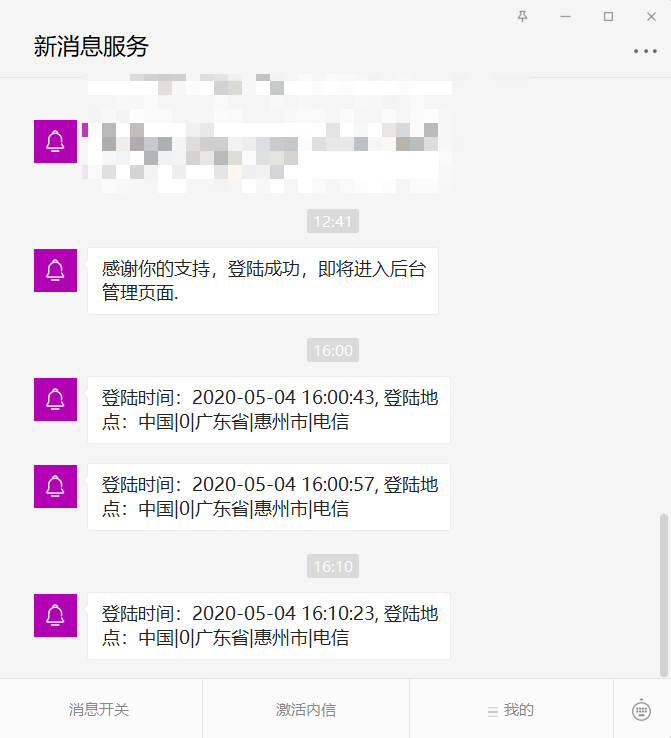 新消息服务
12:41
感谢你的支持，登陆成功，即将进入后台
管理页面.
16:00
登陆时间：2020-05-04 16:00:43, 登陆地
点：中国|0|广东省|惠州市|电信
登陆时间：2020-05-04 16:00:57, 登陆地
点：中国|0|广东省|惠州市|电信
16:10
登陆时间：2020-05-04 16:10:23, 登陆地
点：中国|0|广东省|惠州市|电信
消息开关
激活内信
我的